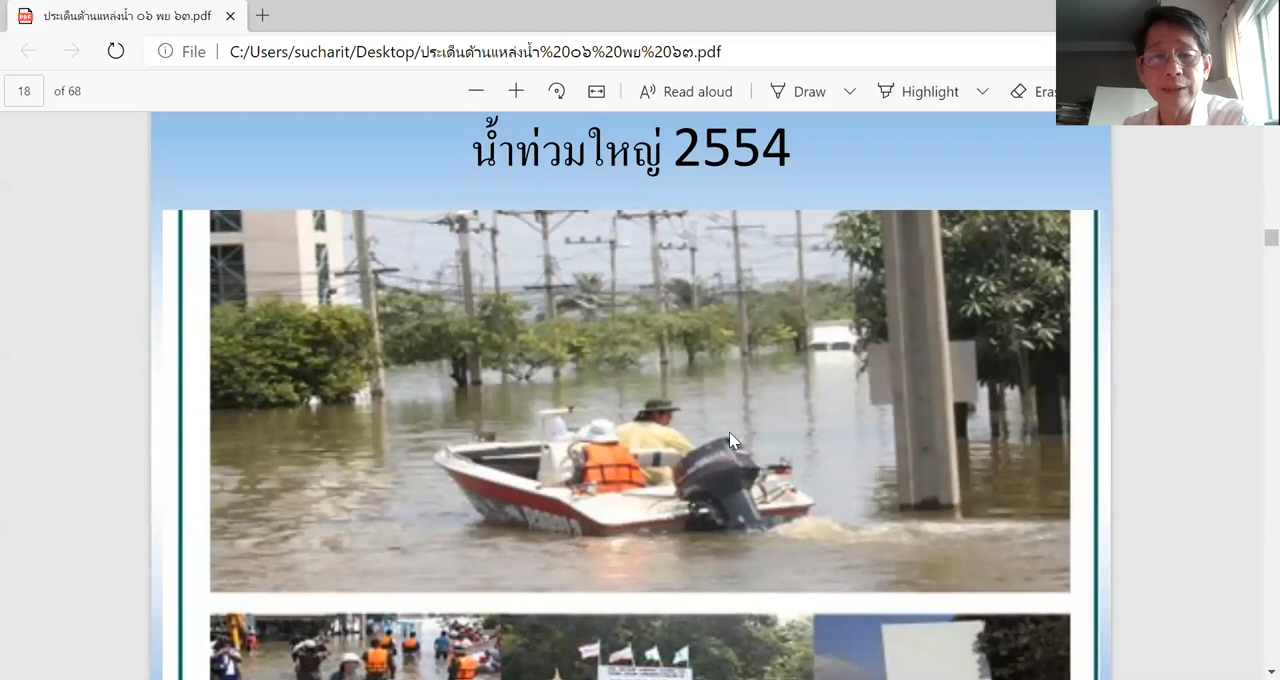 ประเด็นด้านแหล่งน้ำ ๐๖ พย ๖๓.pdf
File
C:/Users/sucharit/Desktop/ประเด็นด้านแหล่งน้ำ%20๐๖%20พย%20๖๓.pdf
18 of 68
Read aloud
Draw
Highlight
Eras
น้ำท่วมใหญ่ 2554